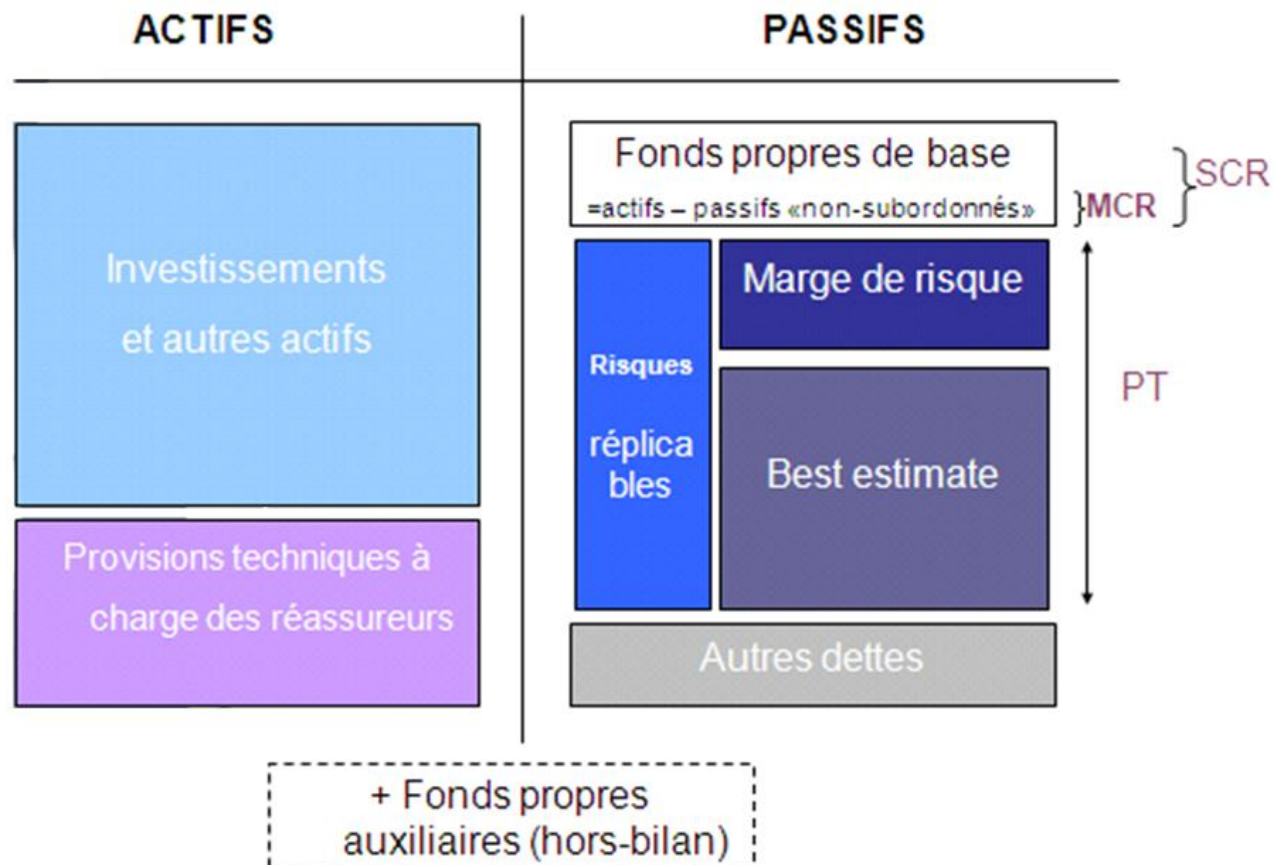 ACTIFS
PASSIFS
Investissements
et autres actifs
Provisions techniques à
charge des réassureurs
Fonds propres de base
=actifs – passifs «non-subordonnés»
}MCR
SCR
Risques
réplica
bles
Marge de risque
Best estimate
PT
Autres dettes
+ Fonds propres
auxiliaires (hors-bilan)